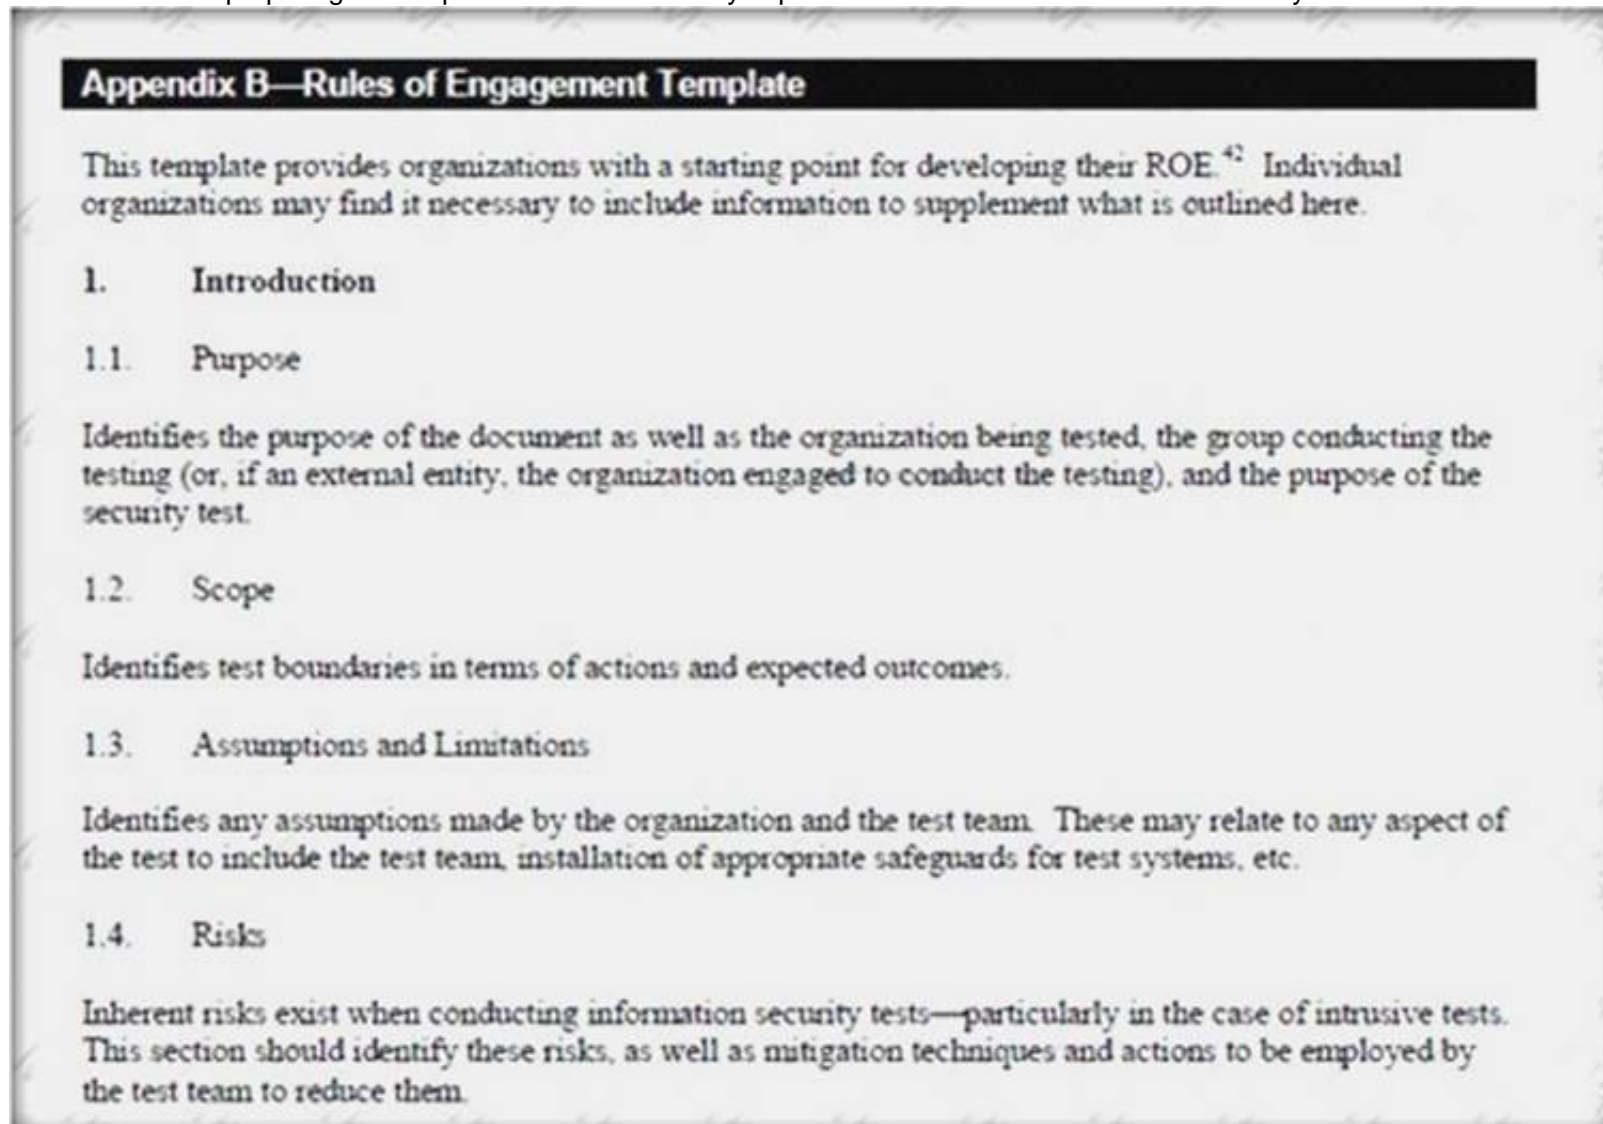 Appendix B—Rules of Engagement Template
This template provides organizations with a starting point for developing their ROE.42 Individual
organizations may find it necessary to include information to supplement what is outlined here.
1. Introduction
1.1. Purpose
Identifies the purpose of the document as well as the organization being tested, the group conducting the
testing (or, if an external entity, the organization engaged to conduct the testing), and the purpose of the
security test.
1.2. Scope
Identifies test boundaries in terms of actions and expected outcomes.
1.3. Assumptions and Limitations
Identifies any assumptions made by the organization and the test team. These may relate to any aspect of
the test to include the test team, installation of appropriate safeguards for test systems, etc.
1.4. Risks
Inherent risks exist when conducting information security tests—particularly in the case of intrusive tests.
This section should identify these risks, as well as mitigation techniques and actions to be employed by
the test team to reduce them.